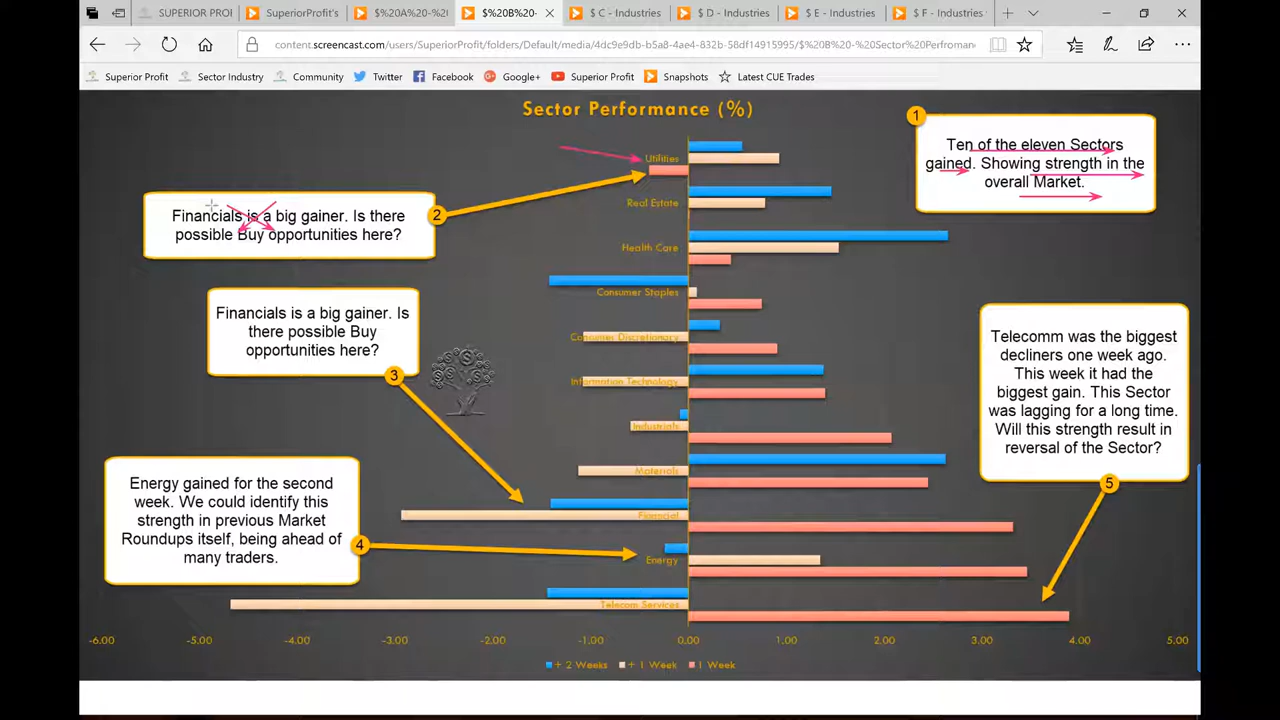 SUPERIOR PROI
SuperiorProfit's
$%20A%20-%20I
$%20B%20-
$ C - Industries
$ D - Industries
$ E - Industries
$ F - Industries
content.screencast.com/users/SuperiorProfit/folders/Default/media/4dc9e9db-b5a8-4ae4-832b-58df14915995/$%20B%20-%20Sector%20Perfroman
Superior Profit
Sector Industry
Community
Twitter
Facebook
Google+
Superior Profit
Snapshots
Latest CUE Trades
Sector Performance (%)
1
Ten of the eleven Sectors
gained. Showing strength in the
overall Market.
2
Financials is a big gainer. Is there
possible Buy opportunities here?
Financials is a big gainer. Is
there possible Buy
opportunities here?
3
Energy gained for the second
week. We could identify this
strength in previous Market
Roundups itself, being ahead of
many traders.
4
Telecomm was the biggest
decliners one week ago.
This week it had the
biggest gain. This Sector
was lagging for a long time.
Will this strength result in
reversal of the Sector?
5
Utilities
Real Estate
Health Care
Consumer Staples
Consumer Discretionary
Information Technology
Industrials
Materials
Financial
Energy
Telecom Services
-6.00 -5.00 -4.00 -3.00 -2.00 -1.00 0.00 1.00 2.00 3.00 4.00 5.00
+ 2 Weeks + 1 Week 1 Week